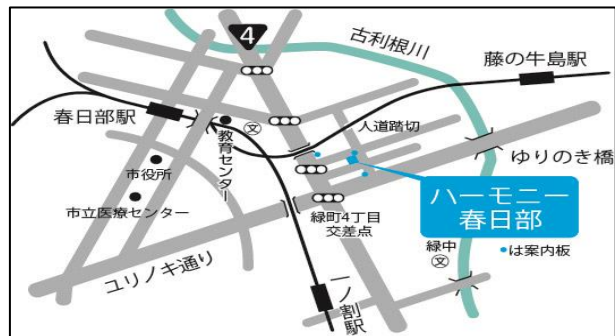 4
古利根川
藤の牛島駅
春日部駅
文
人道踏切
教育センター
ゆりのき橋
市役所
市立医療センター
ハーモニー
春日部
緑町4丁目
交差点
緑中
文
●は案内板
ユリノキ通り
一ノ割駅